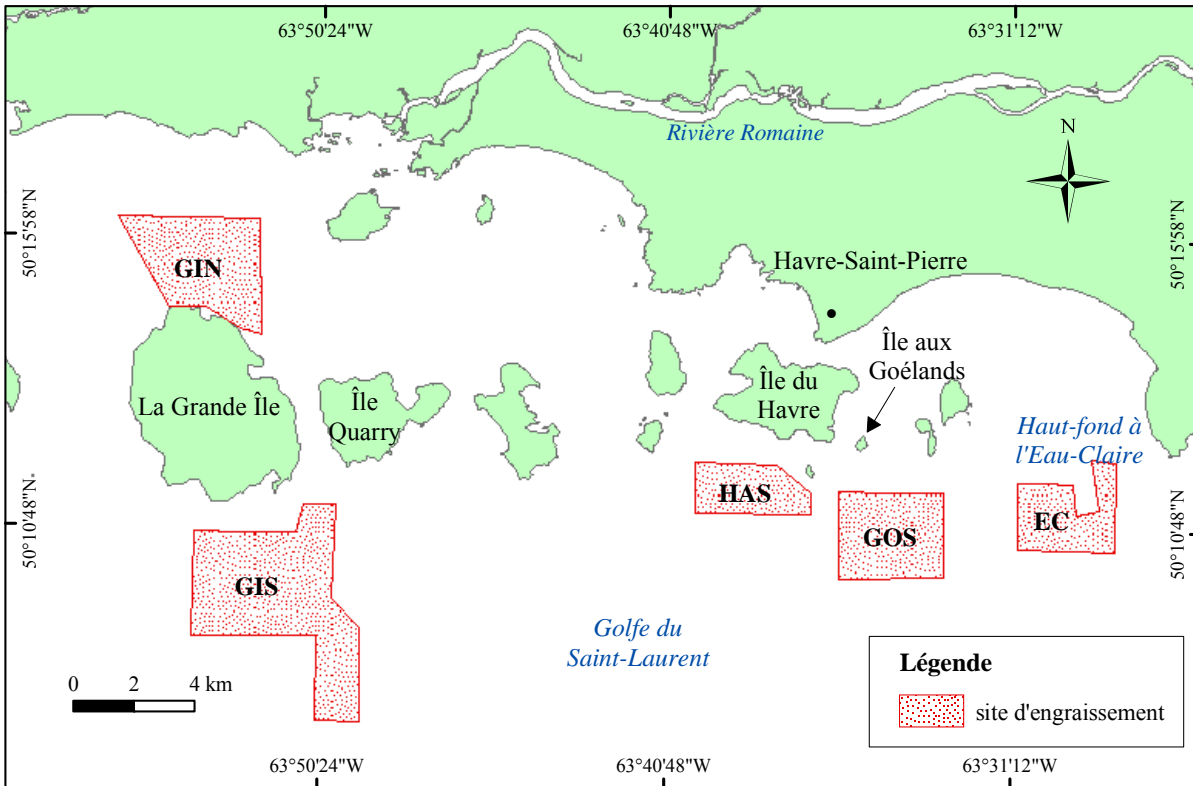 63°50'24"W
63°40'48"W
63°31'12"W
Rivière Romaine
N
50°15'58"N
50°15'58"N
GIN
Havre-Saint-Pierre
Île aux
Goélands
La Grande Île
Île
Quarry
Île du
Havre
Haut-fond à
l'Eau-Claire
HAS
GOS
EC
50°10'48"N
50°10'48"N
GIS
Golfe du
Saint-Laurent
Légende
site d'engraissement
0 2 4 km
63°50'24"W
63°40'48"W
63°31'12"W